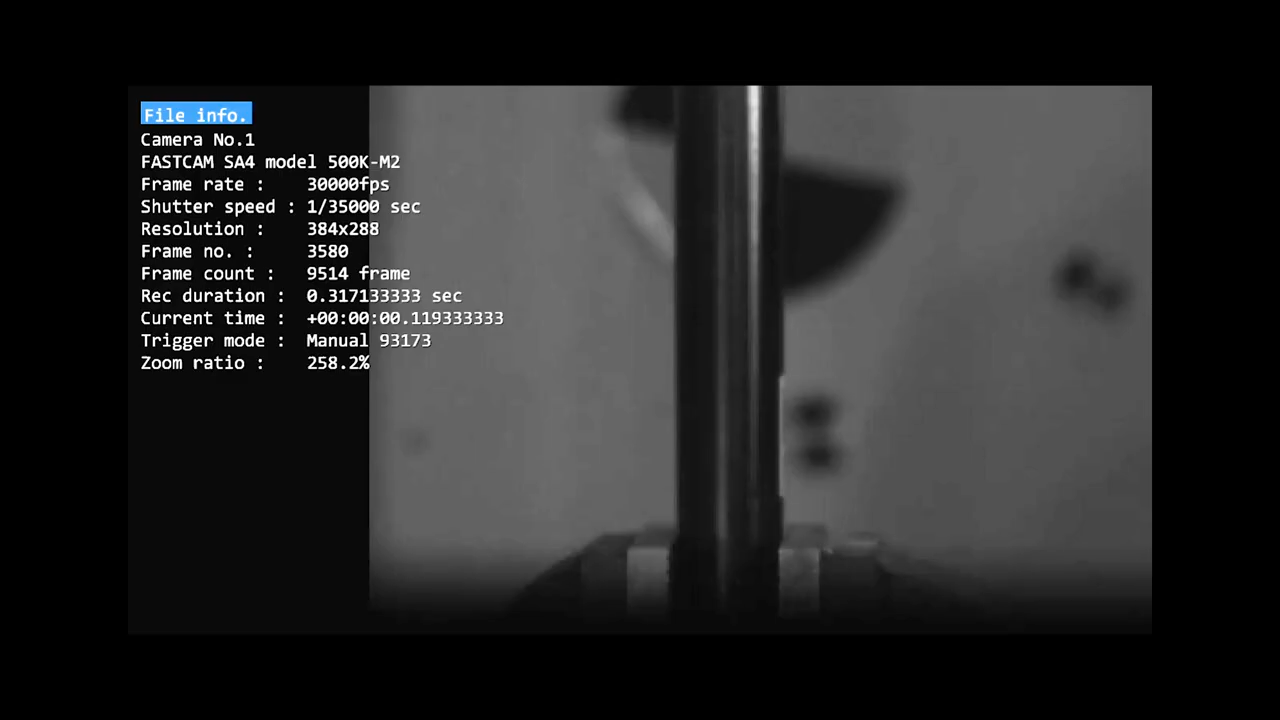 File info.
Camera No.1
FASTCAM SA4 model 500K-M2
Frame rate : 30000fps
Shutter speed : 1/35000 sec
Resolution : 384x288
Frame no. : 3580
Frame count : 9514 frame
Rec duration : 0.317133333 sec
Current time : +00:00:00.119333333
Trigger mode : Manual 93173
Zoom ratio : 258.2%